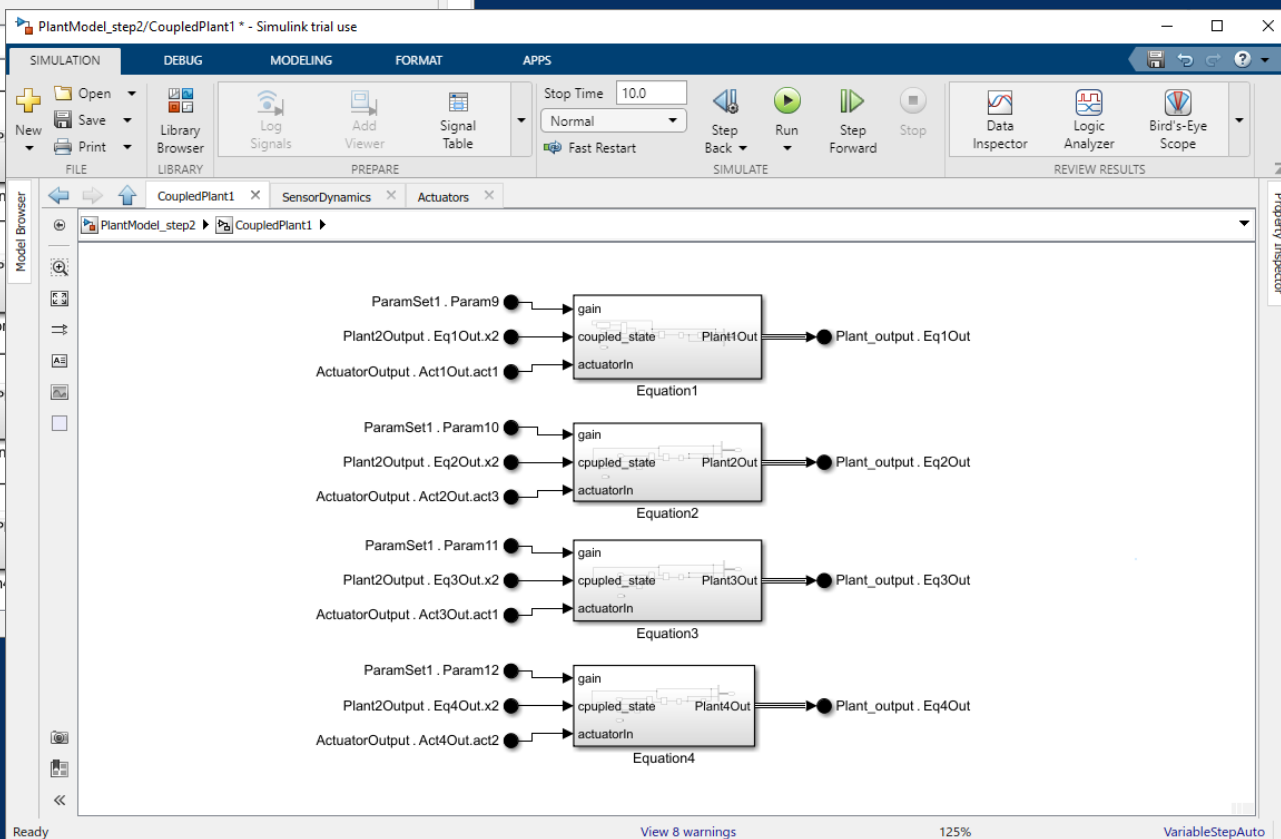 PlantModel_step2/CoupledPlant1 * - Simulink trial use
SIMULATION DEBUG MODELING FORMAT APPS
New
Open
Save
Print
FILE
Library Browser
LIBRARY
Log Signals
Add Viewer
Signal Table
PREPARE
Stop Time 10.0
Normal
Fast Restart
Step Back
Run
Step Forward
Stop
SIMULATE
Data Inspector
Logic Analyzer
Bird's-Eye Scope
REVIEW RESULTS
Model Browser
CoupledPlant1 SensorDynamics Actuators
PlantModel_step2 CoupledPlant1
Property Inspector
ParamSet1 . Param9
Plant2Output . Eq1Out.x2
ActuatorOutput . Act1Out.act1
gain
coupled_state Plant1Out
actuatorIn
Plant_output . Eq1Out
Equation1
ParamSet1 . Param10
Plant2Output . Eq2Out.x2
ActuatorOutput . Act2Out.act3
gain
cpupled_state Plant2Out
actuatorIn
Plant_output . Eq2Out
Equation2
ParamSet1 . Param11
Plant2Output . Eq3Out.x2
ActuatorOutput . Act3Out.act1
gain
cpupled_state Plant3Out
actuatorIn
Plant_output . Eq3Out
Equation3
ParamSet1 . Param12
Plant2Output . Eq4Out.x2
ActuatorOutput . Act4Out.act2
gain
cpupled_state Plant4Out
actuatorIn
Plant_output . Eq4Out
Equation4
Ready View 8 warnings 125% VariableStepAuto